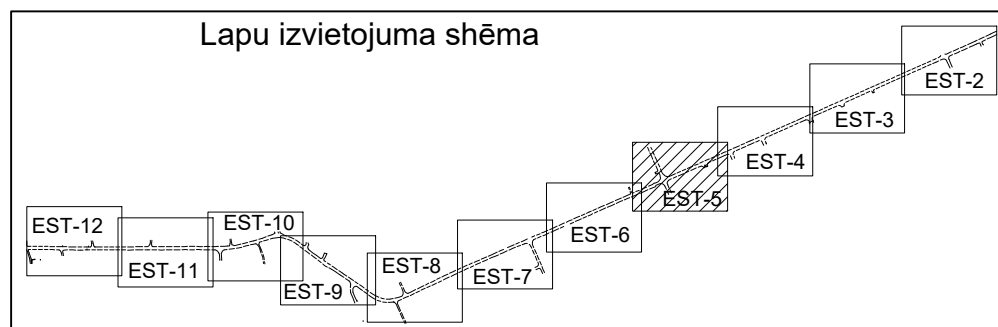 Lapu izvietojuma shēma
EST-2
EST-3
EST-4
EST-5
EST-6
EST-7
EST-8
EST-9
EST-10
EST-11
EST-12